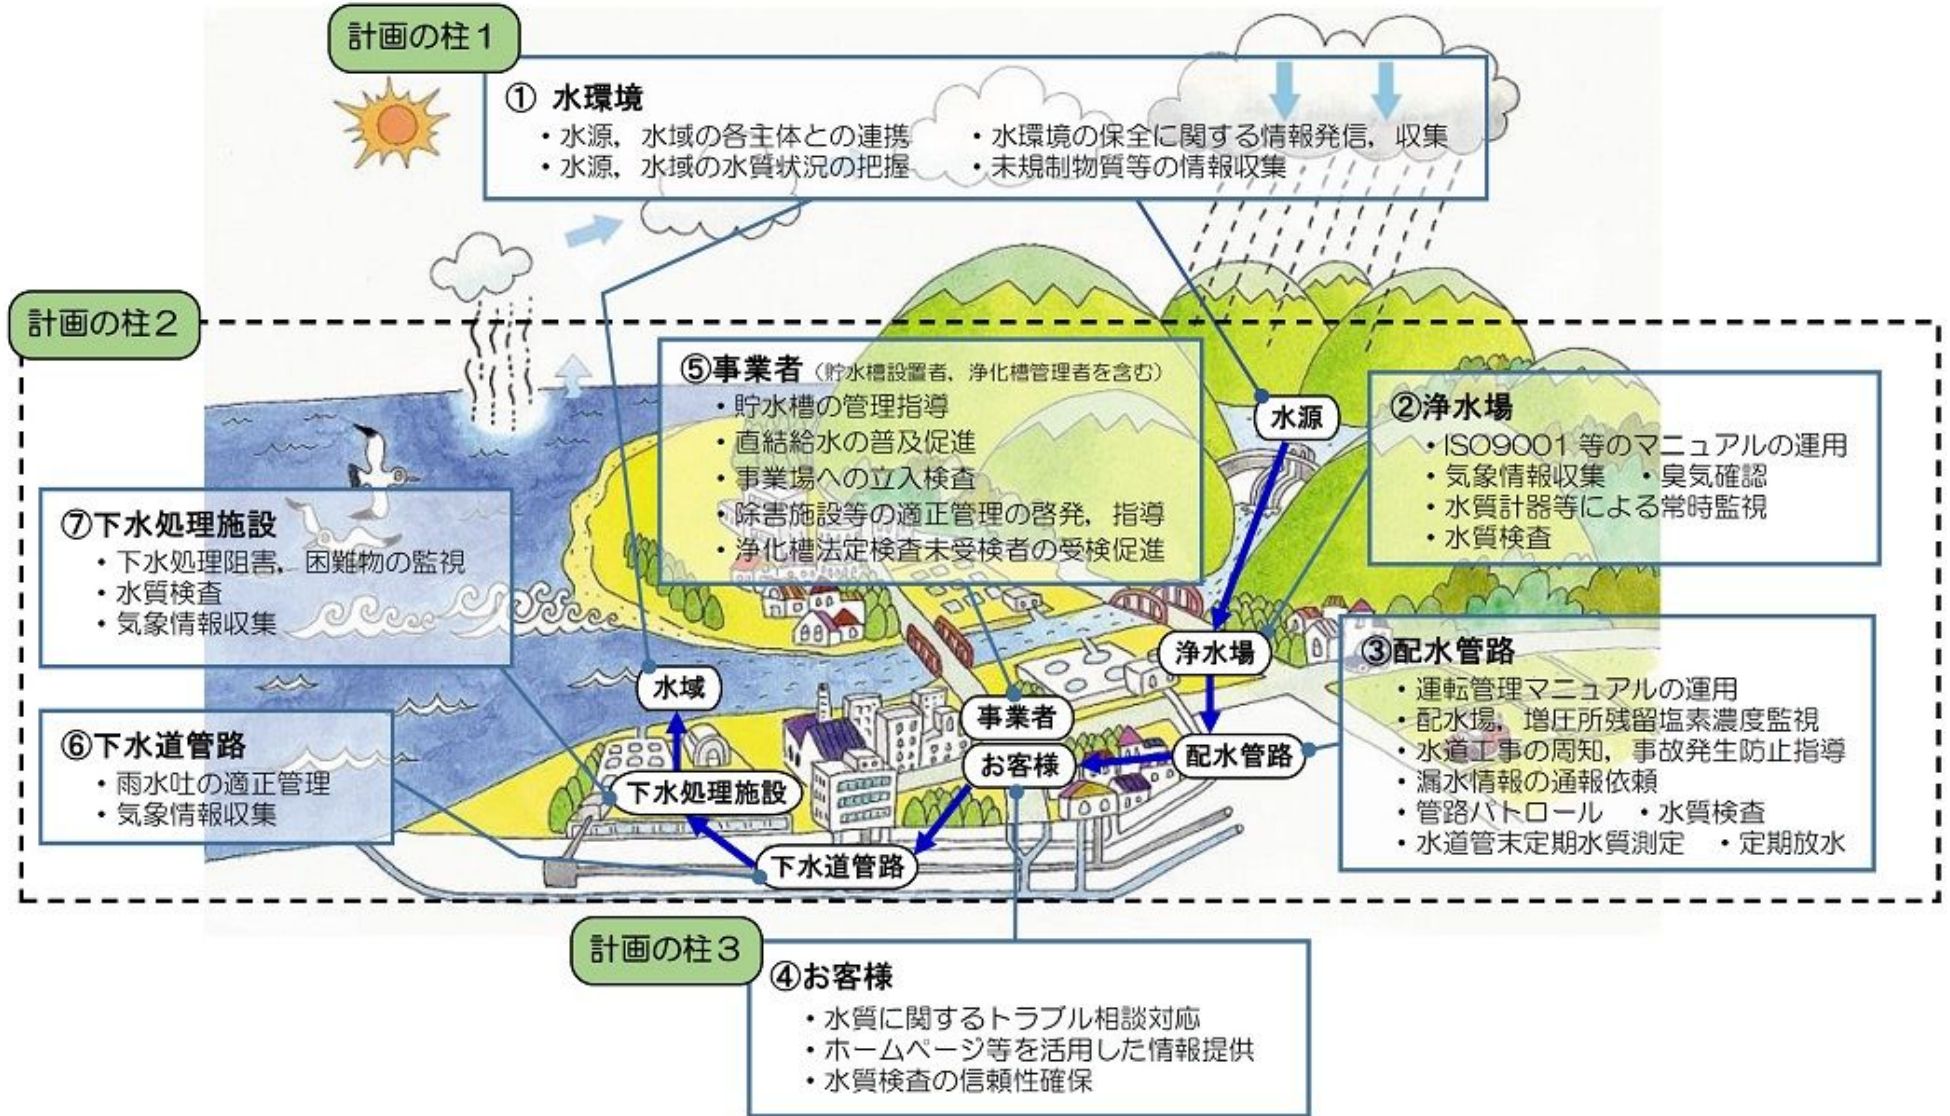 計画の柱1
① 水環境
・水源，水域の各主体との連携 ・水環境の保全に関する情報発信，収集
・水源，水域の水質状況の把握 ・未規制物質等の情報収集
計画の柱2
⑤事業者（貯水槽設置者，浄化槽管理者を含む）
・貯水槽の管理指導
・直結給水の普及促進
・事業場への立入検査
・除害施設等の適正管理の啓発，指導
・浄化槽法定検査未受検者の受検促進
水源
②浄水場
・ISO9001 等のマニュアルの運用
・気象情報収集 ・臭気確認
・水質計器等による常時監視
・水質検査
⑦下水処理施設
・下水処理阻害，困難物の監視
・水質検査
・気象情報収集
浄水場
③配水管路
・運転管理マニュアルの運用
・配水場，増圧所残留塩素濃度監視
・水道工事の周知，事故発生防止指導
・漏水情報の通報依頼
・管路パトロール ・水質検査
・水道管末定期水質測定 ・定期放水
水域
事業者
お客様
配水管路
⑥下水道管路
・雨水吐の適正管理
・気象情報収集
下水処理施設
下水道管路
計画の柱3
④お客様
・水質に関するトラブル相談対応
・ホームページ等を活用した情報提供
・水質検査の信頼性確保